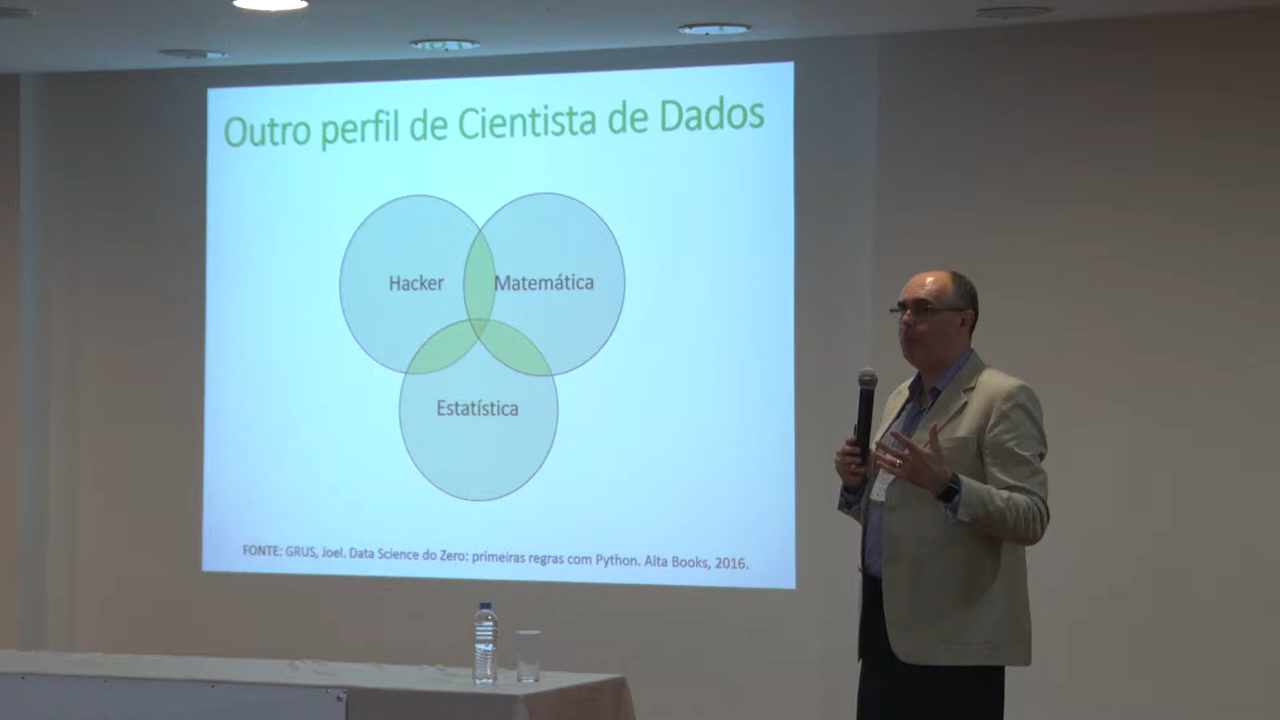 Outro perfil de Cientista de Dados
Hacker
Matemática
Estatística
FONTE: GRUS, Joel. Data Science do Zero: primeiras regras com Python. Alta Books, 2016.